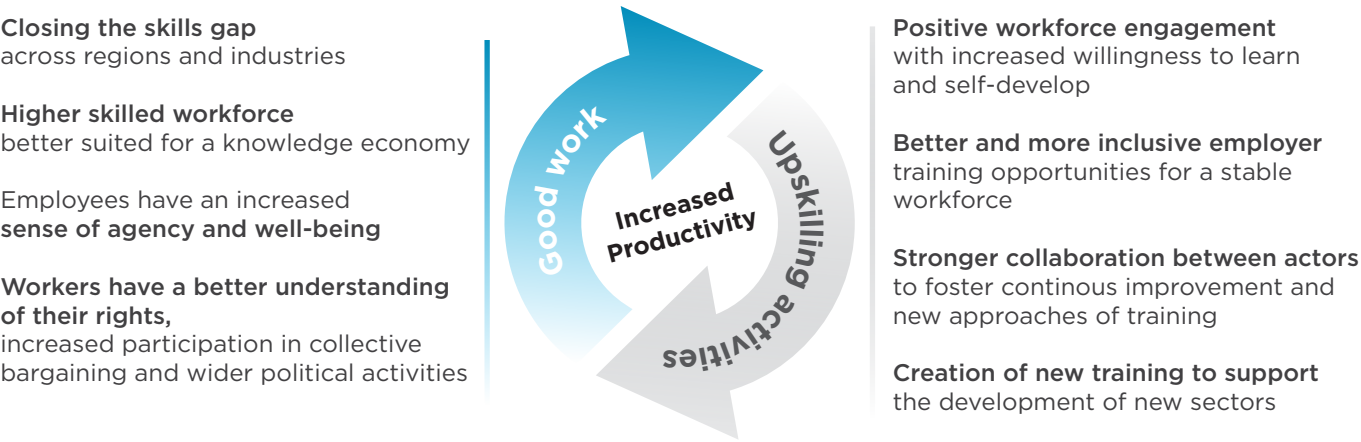 Closing the skills gap
across regions and industries
Higher skilled workforce
better suited for a knowledge economy
Employees have an increased
sense of agency and well-being
Workers have a better understanding
of their rights,
increased participation in collective
bargaining and wider political activities
Good work
Increased
Productivity
Upskilling activities
Positive workforce engagement
with increased willingness to learn
and self-develop
Better and more inclusive employer
training opportunities for a stable
workforce
Stronger collaboration between actors
to foster continous improvement and
new approaches of training
Creation of new training to support
the development of new sectors